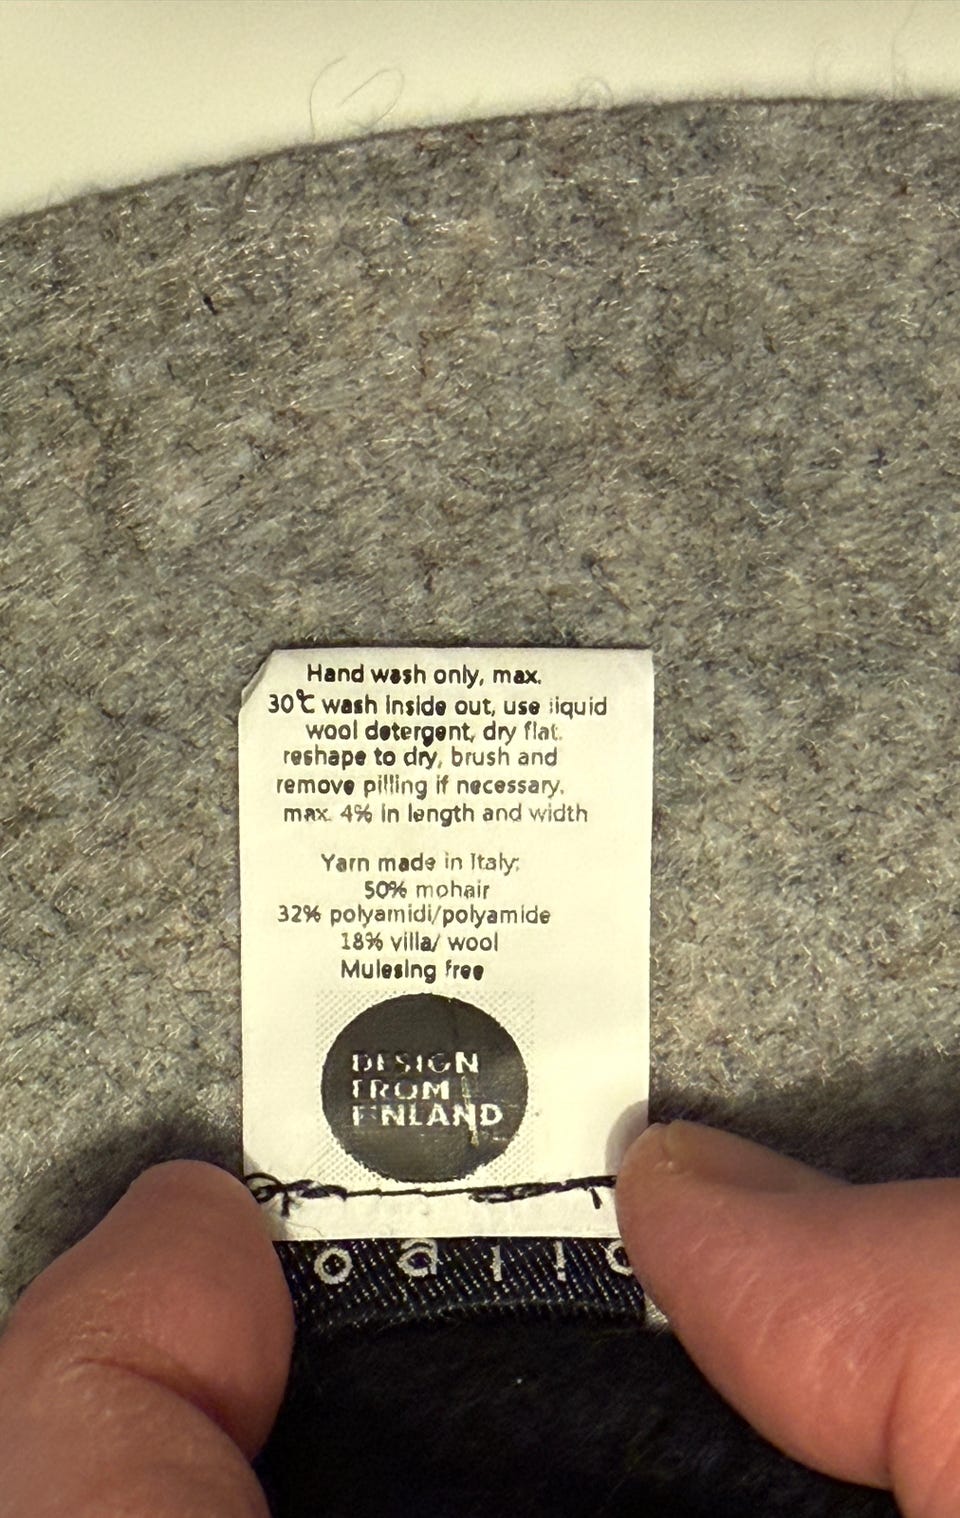 Hand wash only, max.
30℃ wash inside out, use liquid
wool detergent, dry flat.
reshape to dry, brush and
remove pilling if necessary.
max. 4% in length and width
Yarn made in Italy:
50% mohair
32% polyamidi/polyamide
18% villa/ wool
Mulesing free
DESIGN
FROM
FINLAND